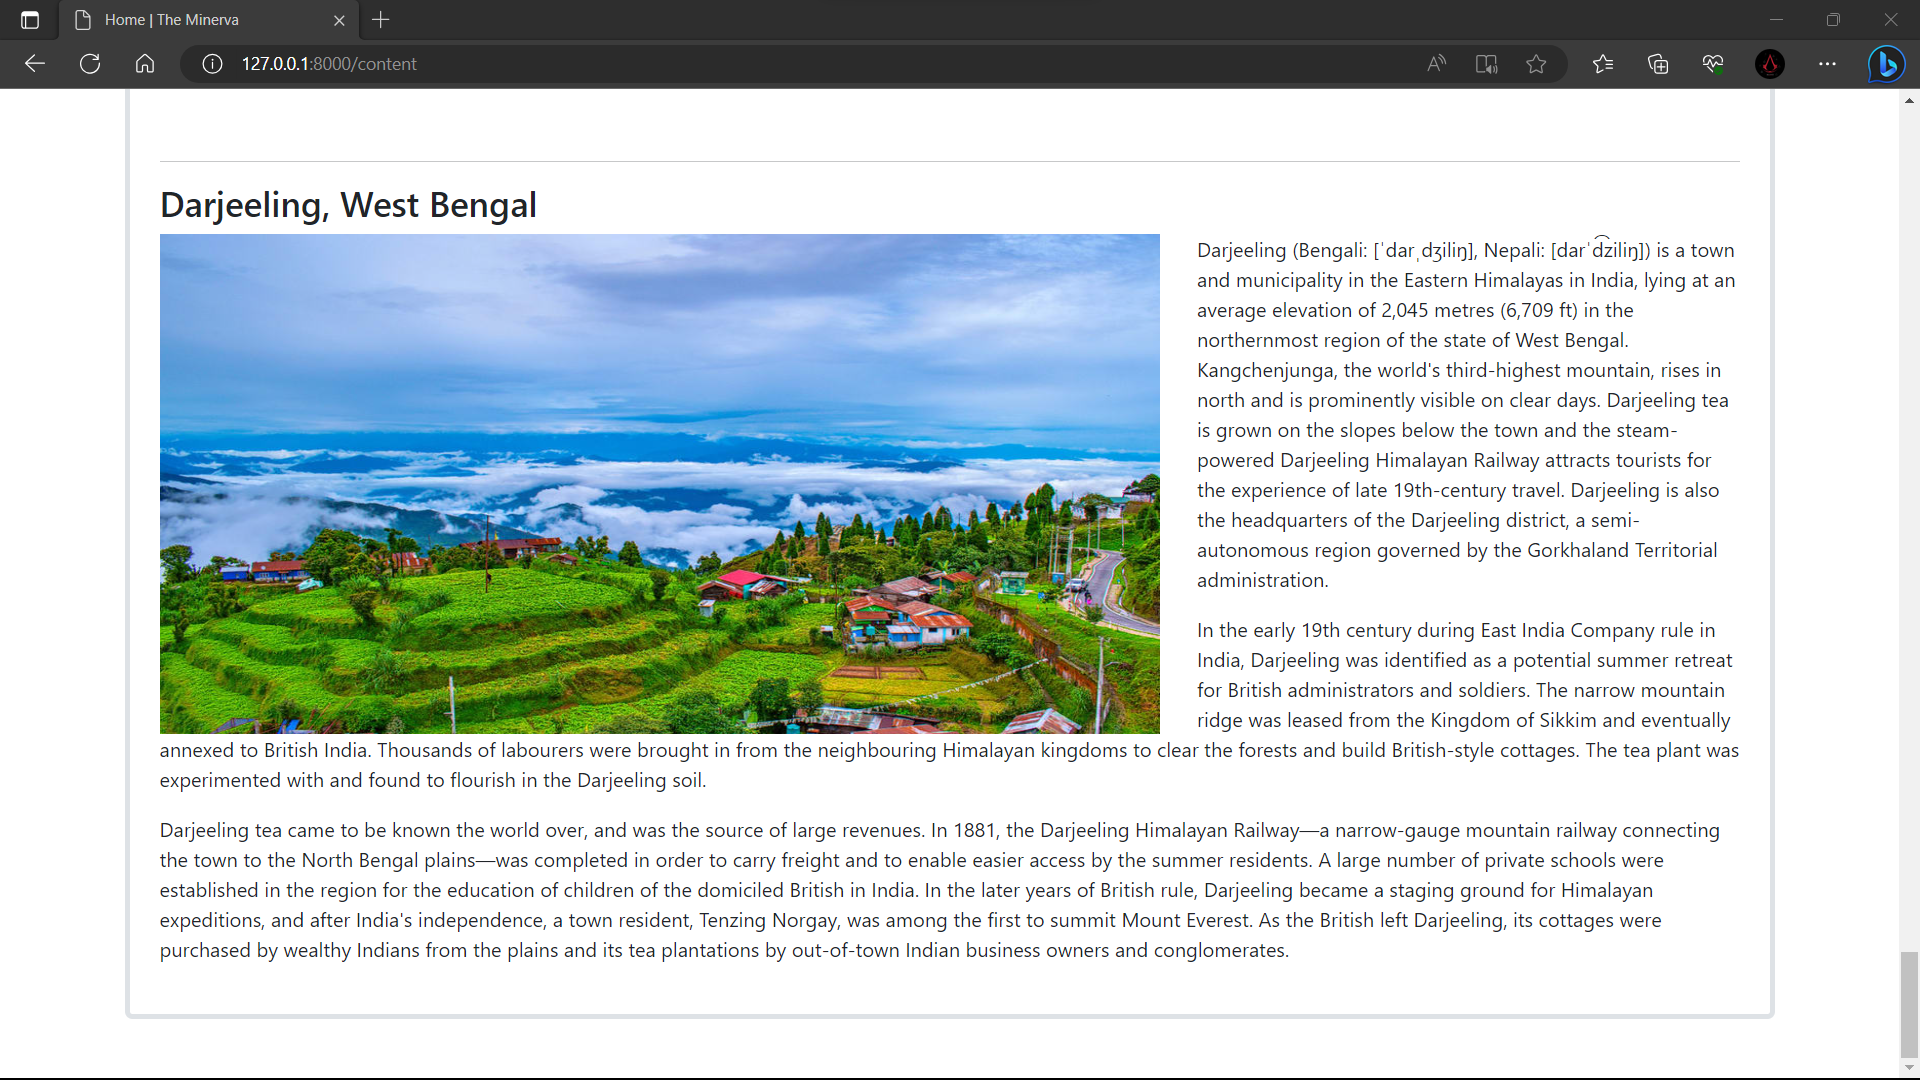 Home | The Minerva
127.0.0.1:8000/content
Darjeeling, West Bengal
Darjeeling (Bengali: [ˈdarˌdʒiliŋ], Nepali: [darˈd͡ziliŋ]) is a town
and municipality in the Eastern Himalayas in India, lying at an
average elevation of 2,045 metres (6,709 ft) in the
northernmost region of the state of West Bengal.
Kangchenjunga, the world's third-highest mountain, rises in
north and is prominently visible on clear days. Darjeeling tea
is grown on the slopes below the town and the steam-
powered Darjeeling Himalayan Railway attracts tourists for
the experience of late 19th-century travel. Darjeeling is also
the headquarters of the Darjeeling district, a semi-
autonomous region governed by the Gorkhaland Territorial
administration.
In the early 19th century during East India Company rule in
India, Darjeeling was identified as a potential summer retreat
for British administrators and soldiers. The narrow mountain
ridge was leased from the Kingdom of Sikkim and eventually
annexed to British India. Thousands of labourers were brought in from the neighbouring Himalayan kingdoms to clear the forests and build British-style cottages. The tea plant was
experimented with and found to flourish in the Darjeeling soil.
Darjeeling tea came to be known the world over, and was the source of large revenues. In 1881, the Darjeeling Himalayan Railway—a narrow-gauge mountain railway connecting
the town to the North Bengal plains—was completed in order to carry freight and to enable easier access by the summer residents. A large number of private schools were
established in the region for the education of children of the domiciled British in India. In the later years of British rule, Darjeeling became a staging ground for Himalayan
expeditions, and after India's independence, a town resident, Tenzing Norgay, was among the first to summit Mount Everest. As the British left Darjeeling, its cottages were
purchased by wealthy Indians from the plains and its tea plantations by out-of-town Indian business owners and conglomerates.